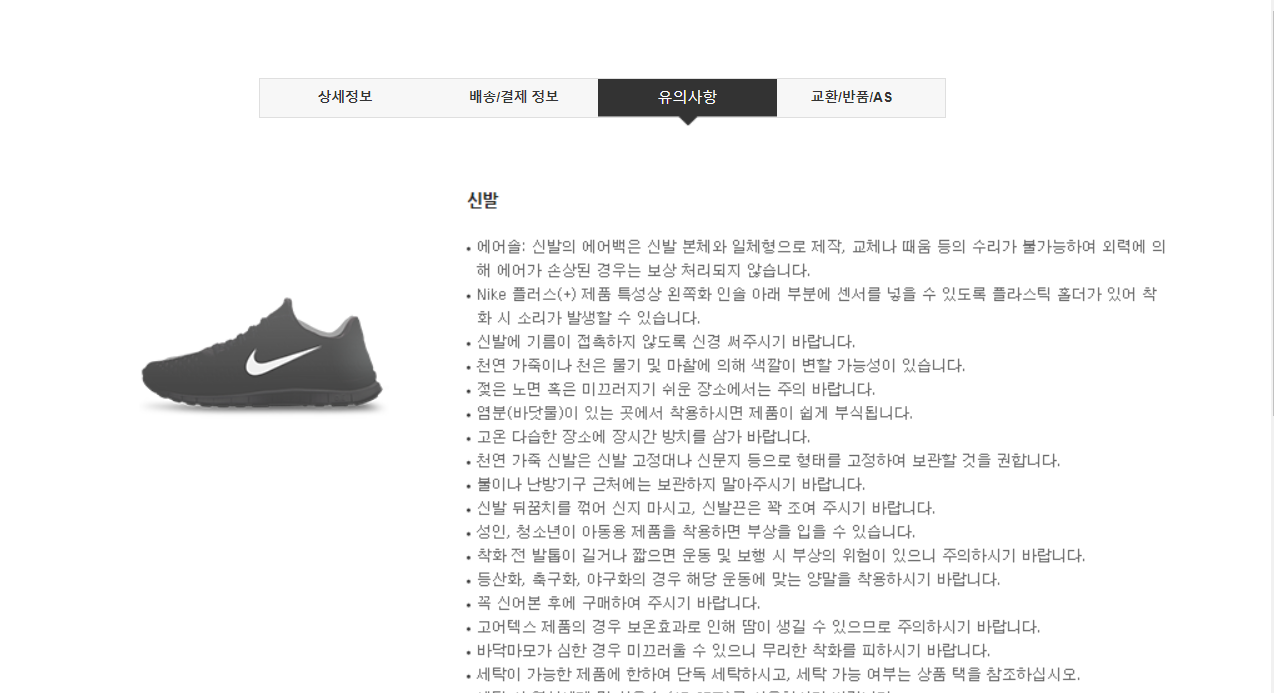 상세정보
배송/결제 정보
유의사항
교환/반품/AS
신발
• 에어솔: 신발의 에어백은 신발 본체와 일체형으로 제작, 교체나 때움 등의 수리가 불가능하여 외력에 의
해 에어가 손상된 경우는 보상 처리되지 않습니다.
• Nike 플러스(+) 제품 특성상 왼쪽화 인솔 아래 부분에 센서를 넣을 수 있도록 플라스틱 홀더가 있어 착
화 시 소리가 발생할 수 있습니다.
• 신발에 기름이 접촉하지 않도록 신경 써주시기 바랍니다.
• 천연 가죽이나 천은 물기 및 마찰에 의해 색깔이 변할 가능성이 있습니다.
• 젖은 노면 혹은 미끄러지기 쉬운 장소에서는 주의 바랍니다.
• 염분(바닷물)이 있는 곳에서 착용하시면 제품이 쉽게 부식됩니다.
• 고온 다습한 장소에 장시간 방치를 삼가 바랍니다.
• 천연 가죽 신발은 신발 고정대나 신문지 등으로 형태를 고정하여 보관할 것을 권합니다.
• 불이나 난방기구 근처에는 보관하지 말아주시기 바랍니다.
• 신발 뒤꿈치를 꺾어 신지 마시고, 신발끈은 꽉 조여 주시기 바랍니다.
• 성인, 청소년이 아동용 제품을 착용하면 부상을 입을 수 있습니다.
• 착화 전 발톱이 길거나 짧으면 운동 및 보행 시 부상의 위험이 있으니 주의하시기 바랍니다.
• 등산화, 축구화, 야구화의 경우 해당 운동에 맞는 양말을 착용하시기 바랍니다.
• 꼭 신어본 후에 구매하여 주시기 바랍니다.
• 고어텍스 제품의 경우 보온효과로 인해 땀이 생길 수 있으므로 주의하시기 바랍니다.
• 바닥마모가 심한 경우 미끄러울 수 있으니 무리한 착화를 피하시기 바랍니다.
• 세탁이 가능한 제품에 한하여 단독 세탁하시고, 세탁 가능 여부는 상품 택을 참조하십시오.